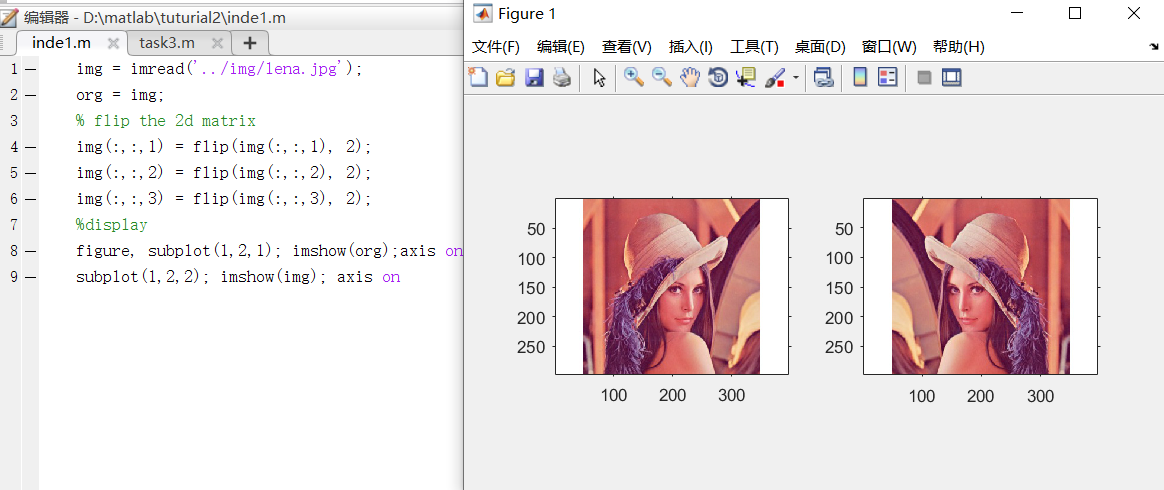 编辑器 - D:\matlab\tuturial2\inde1.m
inde1.m × task3.m × +
1 — img = imread('../img/lena.jpg');
2 — org = img;
3 % flip the 2d matrix
4 — img(:,:,1) = flip(img(:,:,1), 2);
5 — img(:,:,2) = flip(img(:,:,2), 2);
6 — img(:,:,3) = flip(img(:,:,3), 2);
7 %display
8 — figure, subplot(1,2,1); imshow(org);axis on
9 — subplot(1,2,2); imshow(img); axis on
Figure 1
文件(F) 编辑(E) 查看(V) 插入(I) 工具(T) 桌面(D) 窗口(W) 帮助(H)
50
100
150
200
250
100 200 300
50
100
150
200
250
100 200 300